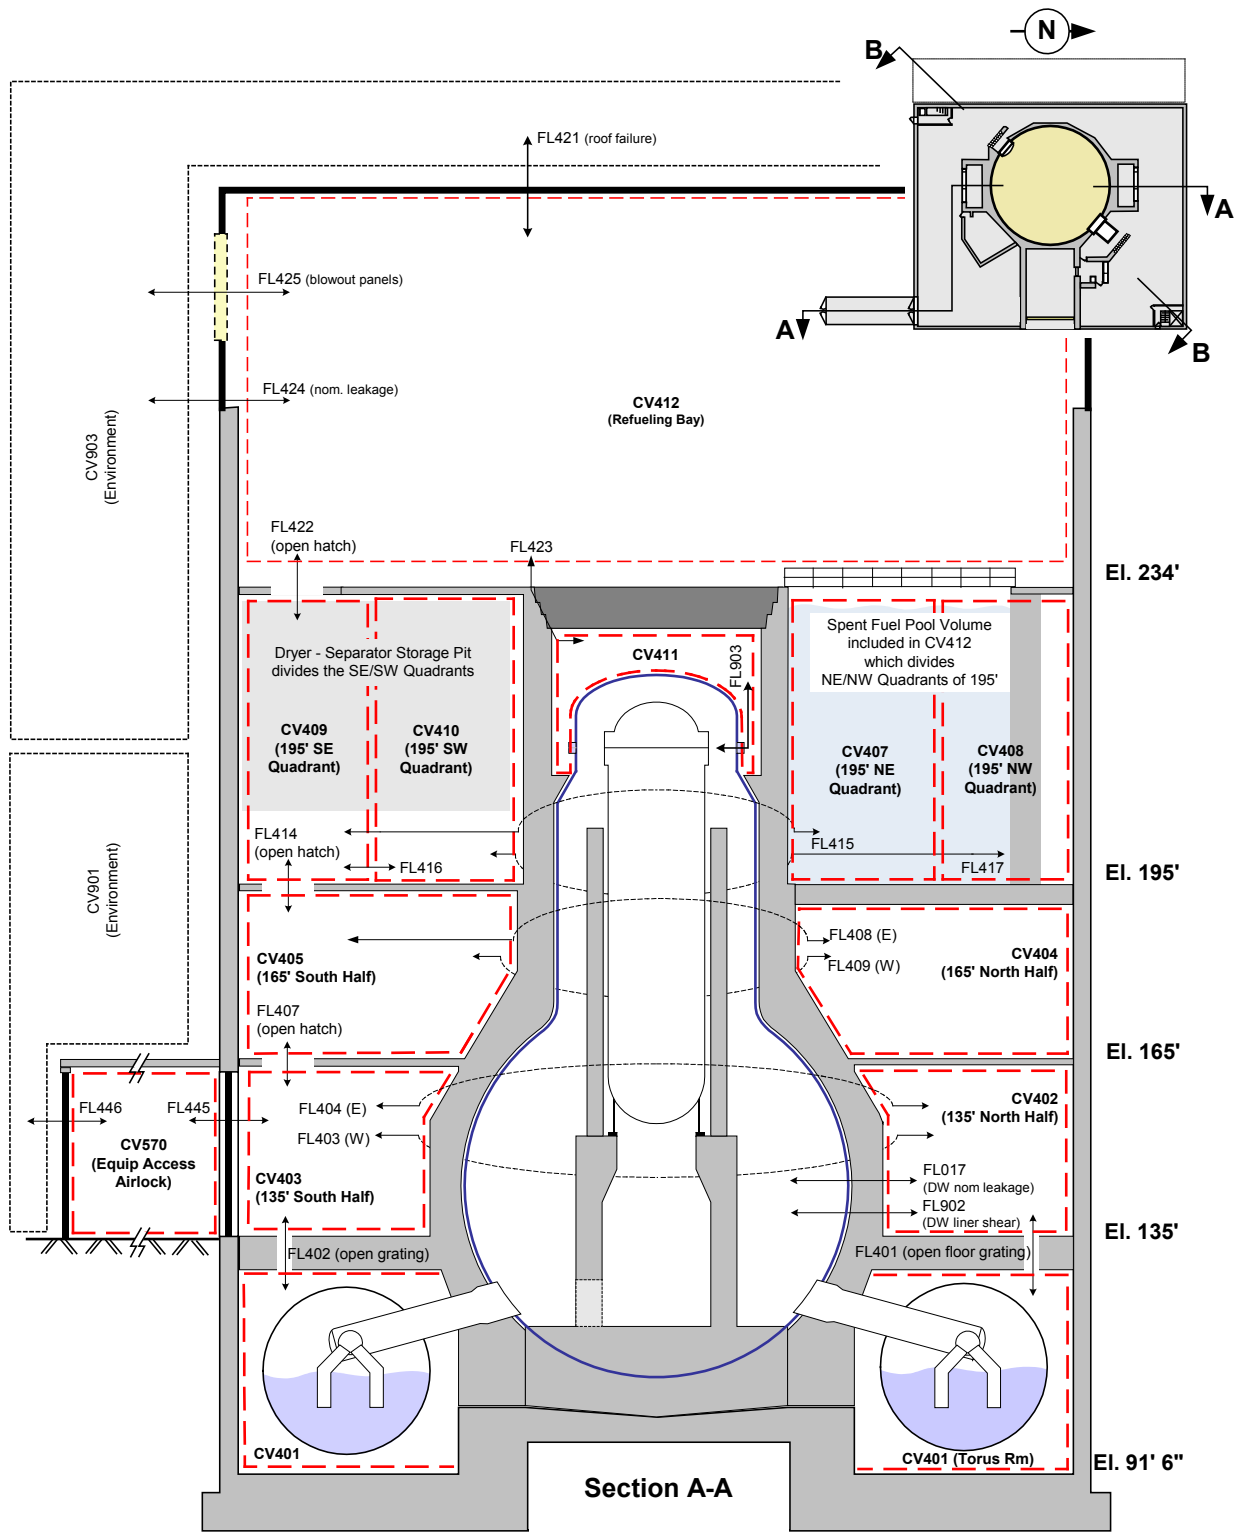 N
B
FL421 (roof failure)
A
FL425 (blowout panels)
A
B
FL424 (nom. leakage)
CV412
(Refueling Bay)
CV903
(Environment)
FL422
(open hatch)
FL423
El. 234'
Dryer - Separator Storage Pit
divides the SE/SW Quadrants
CV411
FL903
Spent Fuel Pool Volume
included in CV412
which divides
NE/NW Quadrants of 195'
CV409
(195' SE
Quadrant)
CV410
(195' SW
Quadrant)
CV407
(195' NE
Quadrant)
CV408
(195' NW
Quadrant)
FL414
(open hatch)
FL416
FL415
FL417
El. 195'
CV901
(Environment)
CV405
(165' South Half)
FL408 (E)
FL409 (W)
CV404
(165' North Half)
FL407
(open hatch)
El. 165'
FL446
FL445
FL404 (E)
FL403 (W)
CV402
(135' North Half)
CV570
(Equip Access
Airlock)
CV403
(135' South Half)
FL017
(DW nom leakage)
FL902
(DW liner shear)
El. 135'
FL402 (open grating)
FL401 (open floor grating)
CV401
CV401 (Torus Rm)
El. 91' 6"
Section A-A